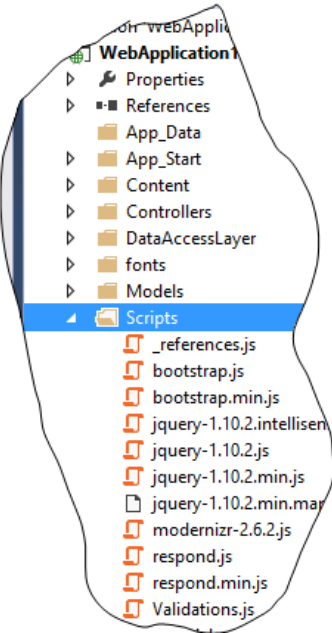 WebApplic
WebApplication1
Properties
References
App_Data
App_Start
Content
Controllers
DataAccessLayer
fonts
Models
Scripts
_references.js
bootstrap.js
bootstrap.min.js
jquery-1.10.2.intellisen
jquery-1.10.2.js
jquery-1.10.2.min.js
jquery-1.10.2.min.map
modernizr-2.6.2.js
respond.js
respond.min.js
Validations.js